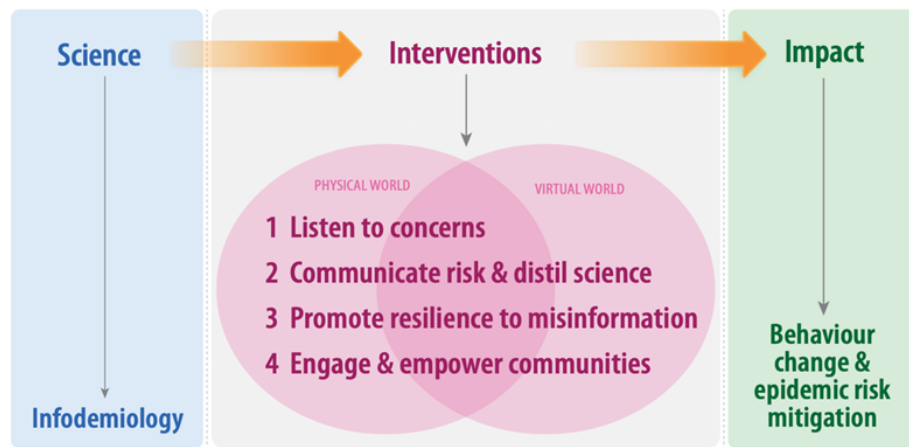 Science
Interventions
Impact
PHYSICAL WORLD
VIRTUAL WORLD
1 Listen to concerns
2 Communicate risk & distil science
3 Promote resilience to misinformation
4 Engage & empower communities
Infodemiology
Behaviour
change &
epidemic risk
mitigation